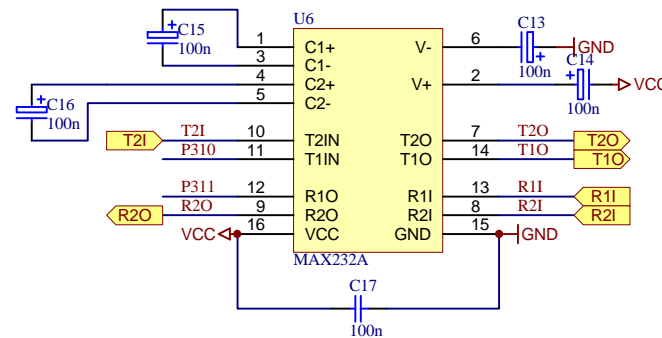 U6
C15
100n
C16
100n
1
3
4
5
10
11
12
9
16
C1+
C1-
C2+
C2-
T2IN
T1IN
R1O
R2O
VCC
V-
V+
T2O
T1O
R1I
R2I
GND
6
2
7
14
13
8
15
C13
100n
GND
C14
100n
VCC
T2I
T2I
P310
P311
R2O
R2O
VCC
T2O
T2O
T1O
T1O
R1I
R1I
R2I
R2I
GND
MAX232A
C17
100n